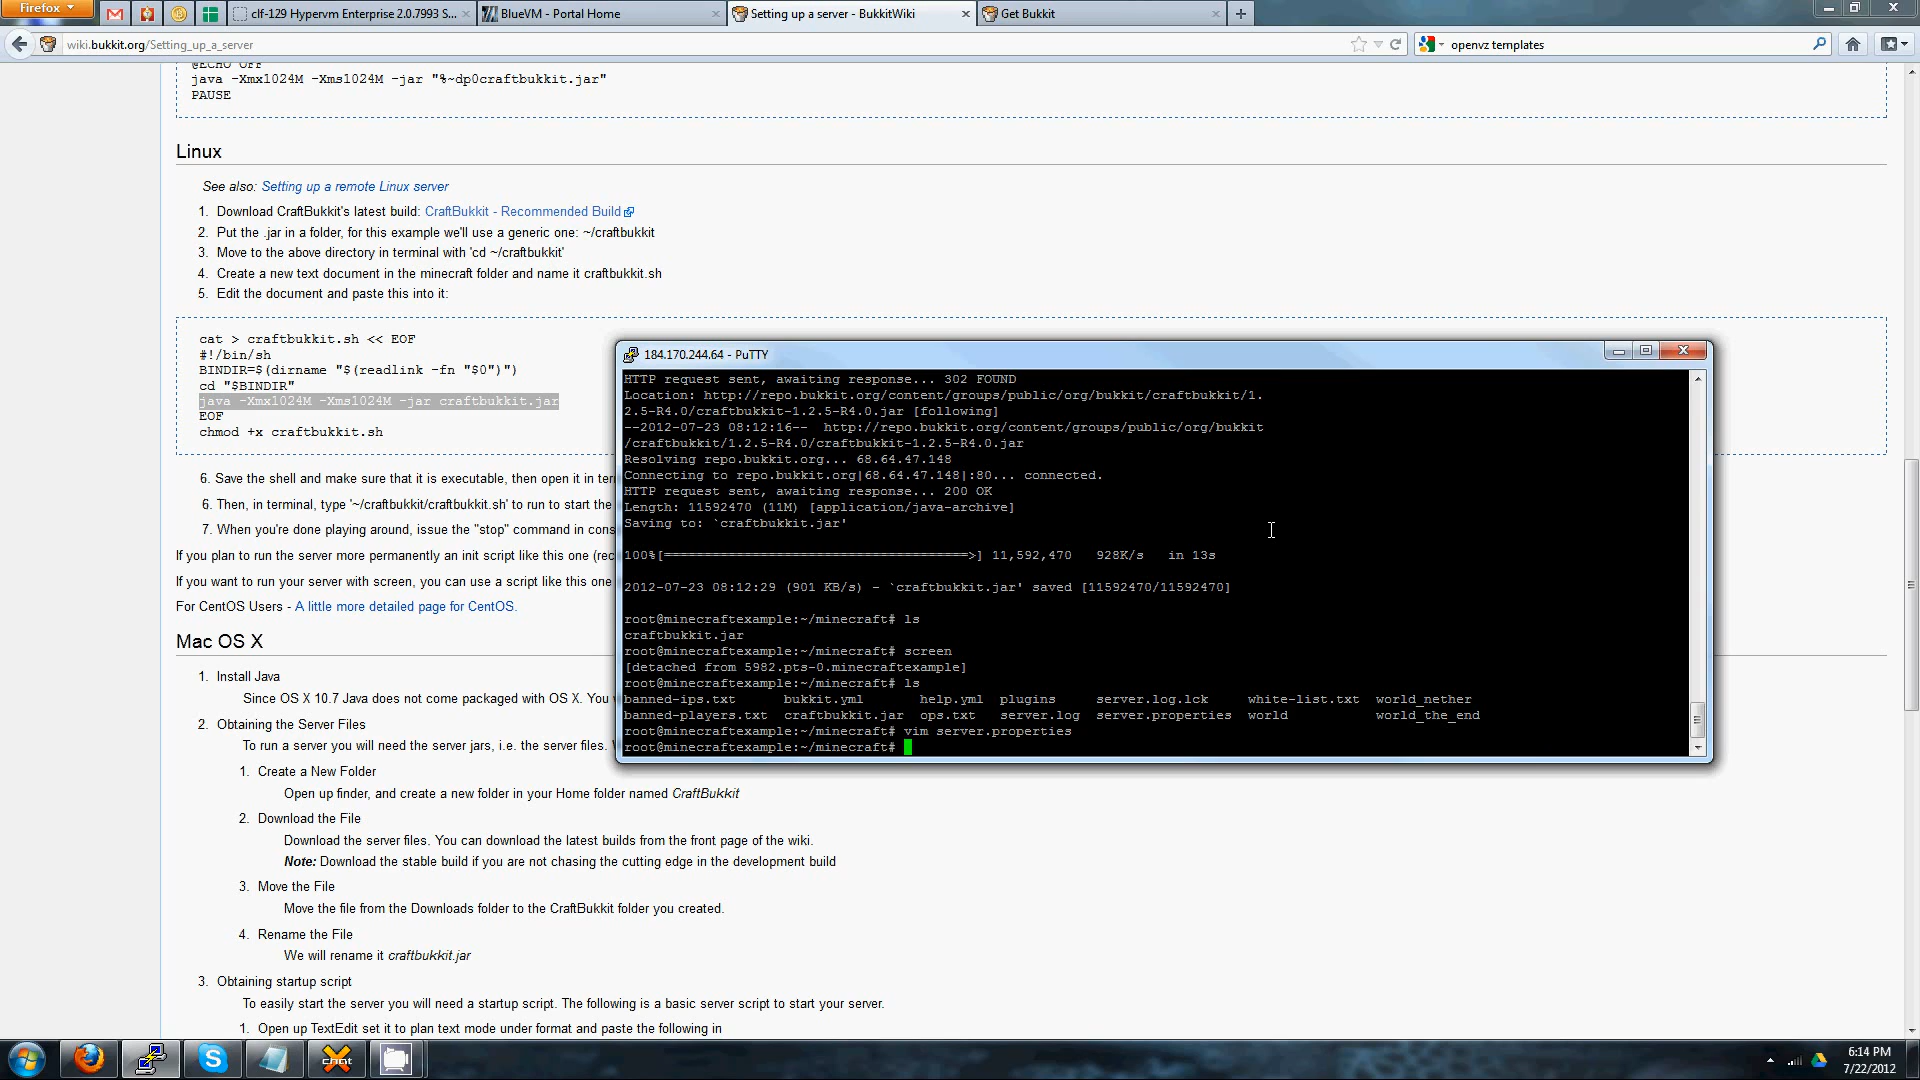 Firefox
clf-129 Hypervm Enterprise 2.0.7993 S...
BlueVM - Portal Home
Setting up a server - BukkitWiki
Get Bukkit
wiki.bukkit.org/Setting_up_a_server
openvz templates
@ECHO OFF
java -Xmx1024M -Xms1024M -jar "%~dp0craftbukkit.jar"
PAUSE
Linux
See also: Setting up a remote Linux server
1. Download CraftBukkit's latest build: CraftBukkit - Recommended Build
2. Put the .jar in a folder, for this example we'll use a generic one: ~/craftbukkit
3. Move to the above directory in terminal with 'cd ~/craftbukkit'
4. Create a new text document in the minecraft folder and name it craftbukkit.sh
5. Edit the document and paste this into it:
cat > craftbukkit.sh << EOF
#!/bin/sh
BINDIR=$(dirname "$(readlink -fn "$0")")
cd "$BINDIR"
java -Xmx1024M -Xms1024M -jar craftbukkit.jar
EOF
chmod +x craftbukkit.sh
6. Save the shell and make sure that it is executable, then open it in ter
6. Then, in terminal, type '~/craftbukkit/craftbukkit.sh' to run to start the
7. When you're done playing around, issue the "stop" command in cons
If you plan to run the server more permanently an init script like this one (rec
If you want to run your server with screen, you can use a script like this one
For CentOS Users - A little more detailed page for CentOS.
Mac OS X
1. Install Java
Since OS X 10.7 Java does not come packaged with OS X. You
2. Obtaining the Server Files
To run a server you will need the server jars, i.e. the server files.
1. Create a New Folder
Open up finder, and create a new folder in your Home folder named CraftBukkit
2. Download the File
Download the server files. You can download the latest builds from the front page of the wiki.
Note: Download the stable build if you are not chasing the cutting edge in the development build
3. Move the File
Move the file from the Downloads folder to the CraftBukkit folder you created.
4. Rename the File
We will rename it craftbukkit.jar
3. Obtaining startup script
To easily start the server you will need a startup script. The following is a basic server script to start your server.
1. Open up TextEdit set it to plan text mode under format and paste the following in
184.170.244.64 - PuTTY
HTTP request sent, awaiting response... 302 FOUND
Location: http://repo.bukkit.org/content/groups/public/org/bukkit/craftbukkit/1.
2.5-R4.0/craftbukkit-1.2.5-R4.0.jar [following]
--2012-07-23 08:12:16--  http://repo.bukkit.org/content/groups/public/org/bukkit
/craftbukkit/1.2.5-R4.0/craftbukkit-1.2.5-R4.0.jar
Resolving repo.bukkit.org... 68.64.47.148
Connecting to repo.bukkit.org|68.64.47.148|:80... connected.
HTTP request sent, awaiting response... 200 OK
Length: 11592470 (11M) [application/java-archive]
Saving to: `craftbukkit.jar'
100%[======================================>] 11,592,470   928K/s   in 13s
2012-07-23 08:12:29 (901 KB/s) - `craftbukkit.jar' saved [11592470/11592470]
root@minecraftexample:~/minecraft# ls
craftbukkit.jar
root@minecraftexample:~/minecraft# screen
[detached from 5982.pts-0.minecraftexample]
root@minecraftexample:~/minecraft# ls
banned-ips.txt      bukkit.yml       help.yml  plugins     server.log.lck     white-list.txt  world_nether
banned-players.txt  craftbukkit.jar  ops.txt   server.log  server.properties  world           world_the_end
root@minecraftexample:~/minecraft# vim server.properties
root@minecraftexample:~/minecraft#
chat
6:14 PM
7/22/2012